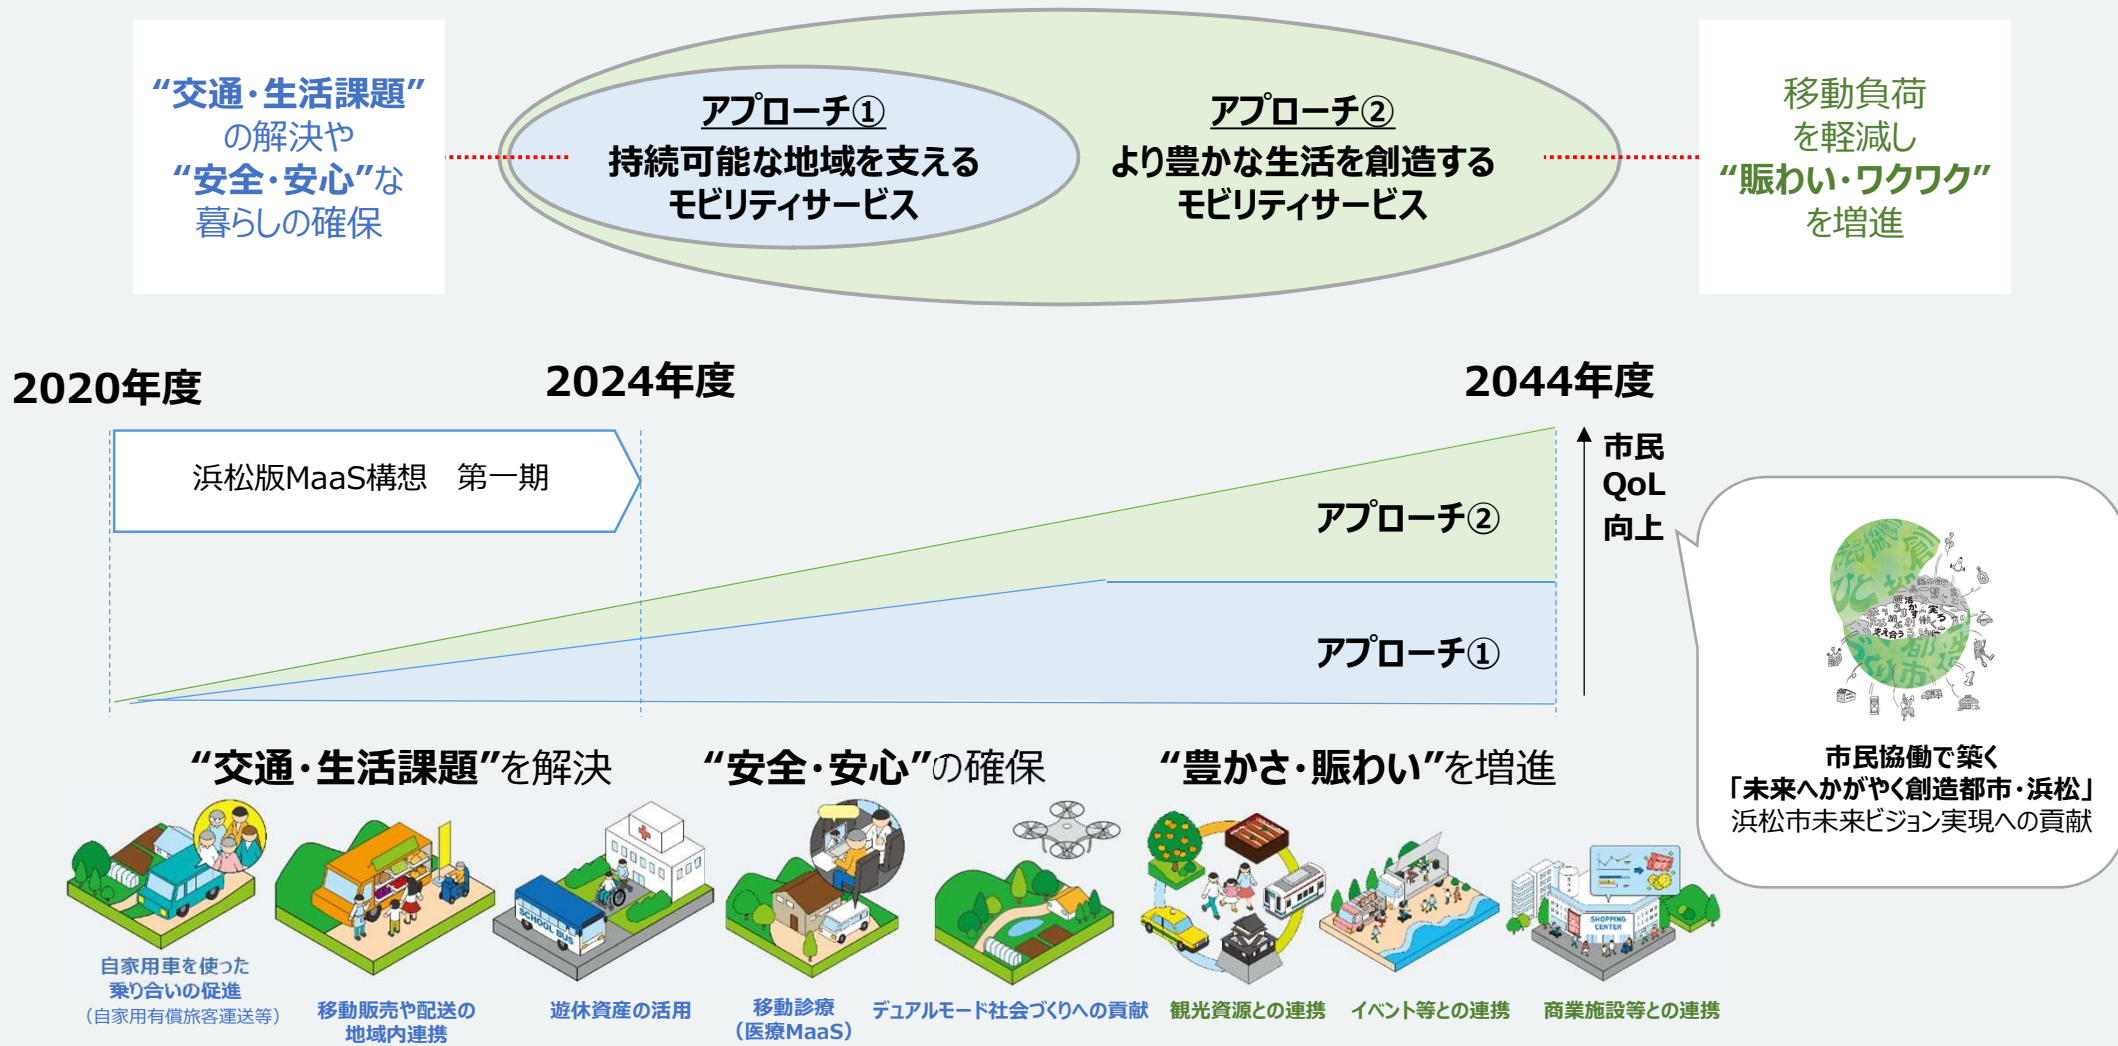 “交通・生活課題”
の解決や
“安全・安心”な
暮らしの確保
アプローチ①
持続可能な地域を支える
モビリティサービス
アプローチ②
より豊かな生活を創造する
モビリティサービス
移動負荷
を軽減し
“賑わい・ワクワク”
を増進
2020年度
2024年度
2044年度
浜松版MaaS構想　第一期
アプローチ②
アプローチ①
市民
QoL
向上
市民協働で築く
「未来へかがやく創造都市・浜松」
浜松市未来ビジョン実現への貢献
“交通・生活課題”を解決
“安全・安心”の確保
“豊かさ・賑わい”を増進
SCHOOL BUS
SHOPPING
CENTER
自家用車を使った
乗り合いの促進
（自家用有償旅客運送等）
移動販売や配送の
地域内連携
遊休資産の活用
移動診療
（医療MaaS）
デュアルモード社会づくりへの貢献
観光資源との連携
イベント等との連携
商業施設等との連携